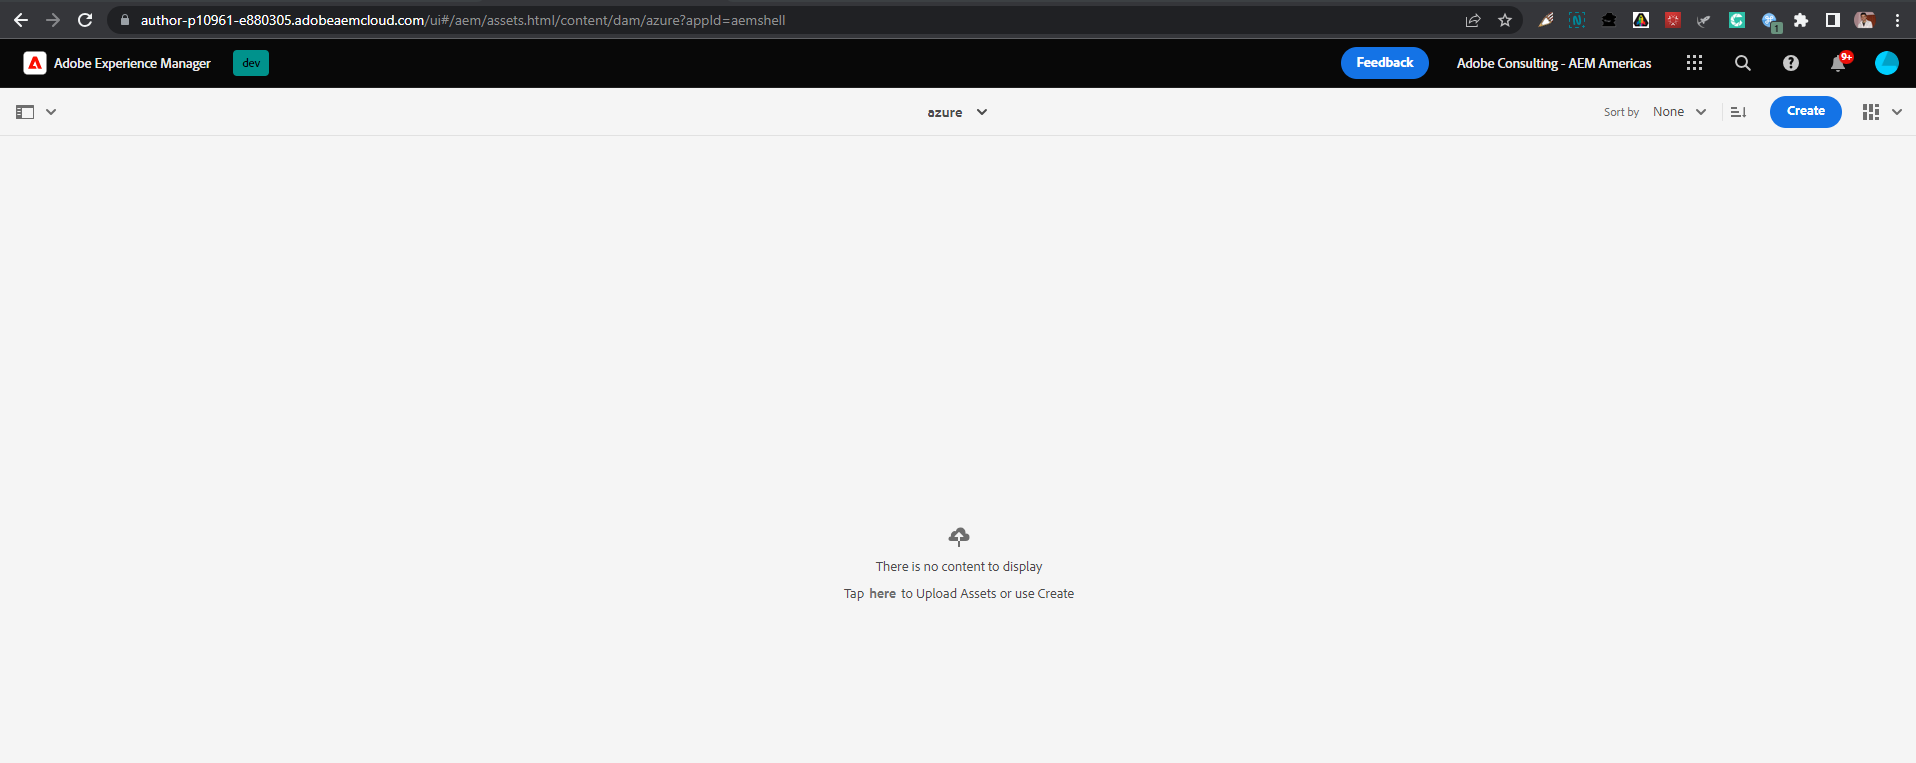 author-p10961-e880305.adobeaemcloud.com/ui#/aem/assets.html/content/dam/azure?appId=aemshell
1
Adobe Experience Manager dev Feedback Adobe Consulting - AEM Americas 9+
azure Sort by None Create
There is no content to display
Tap here to Upload Assets or use Create